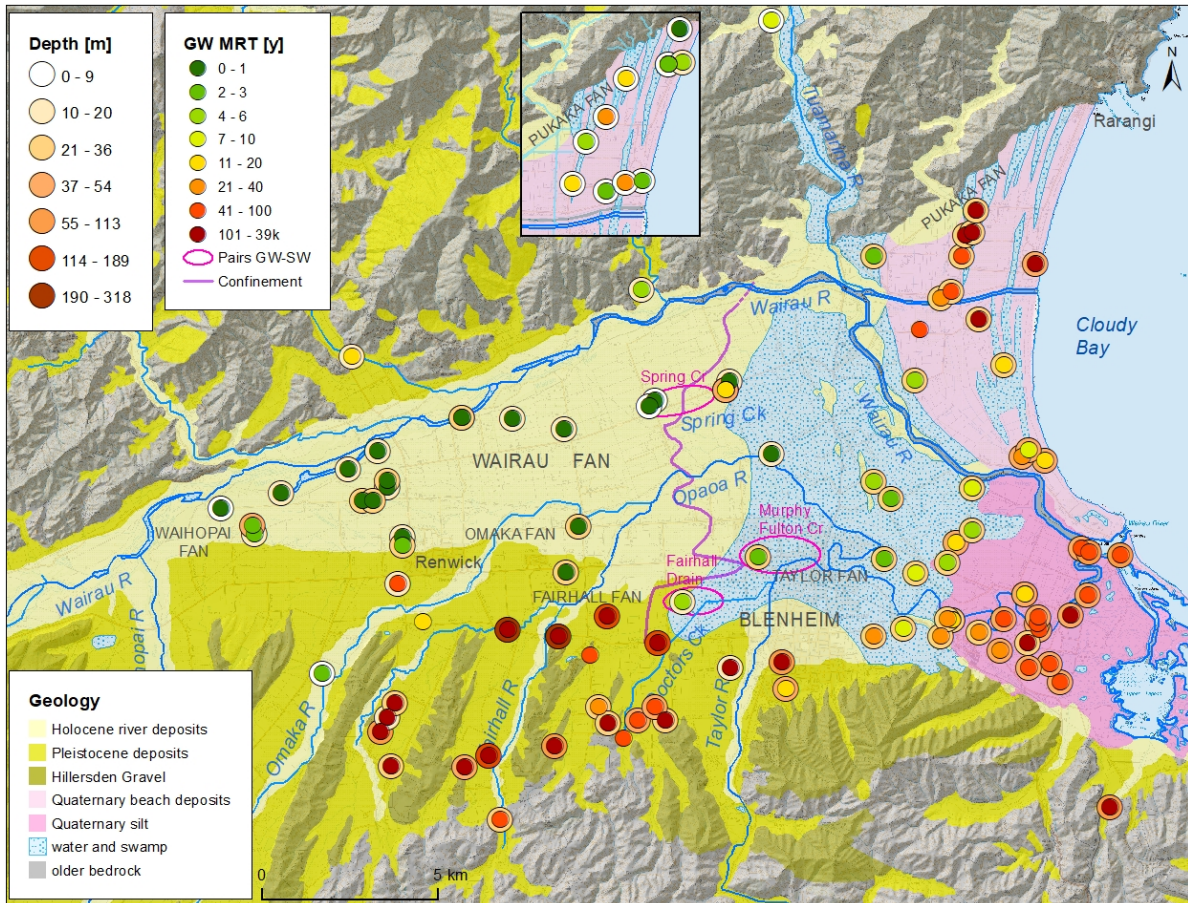 Depth [m]
0 - 9
10 - 20
21 - 36
37 - 54
55 - 113
114 - 189
190 - 318
GW MRT [y]
0 - 1
2 - 3
4 - 6
7 - 10
11 - 20
21 - 40
41 - 100
101 - 39k
Pairs GW-SW
Confinement
PUKAKA FAN
Tuamarina R
N
Rarangi
PUKAKA FAN
Wairau R
Cloudy
Bay
Spring Cr
Spring Ck
Wairau R
WAIRAU FAN
Opaoa R
WAIHOPAI
FAN
OMAKA FAN
Murphy
Fulton Cr
Renwick
Fairhall
Drain
TAYLOR FAN
Wairau R
FAIRHALL FAN
BLENHEIM
hopai R
Omaka R
irhall R
octors Ck
Taylor R
Geology
Holocene river deposits
Pleistocene deposits
Hillersden Gravel
Quaternary beach deposits
Quaternary silt
water and swamp
older bedrock
0
5 km